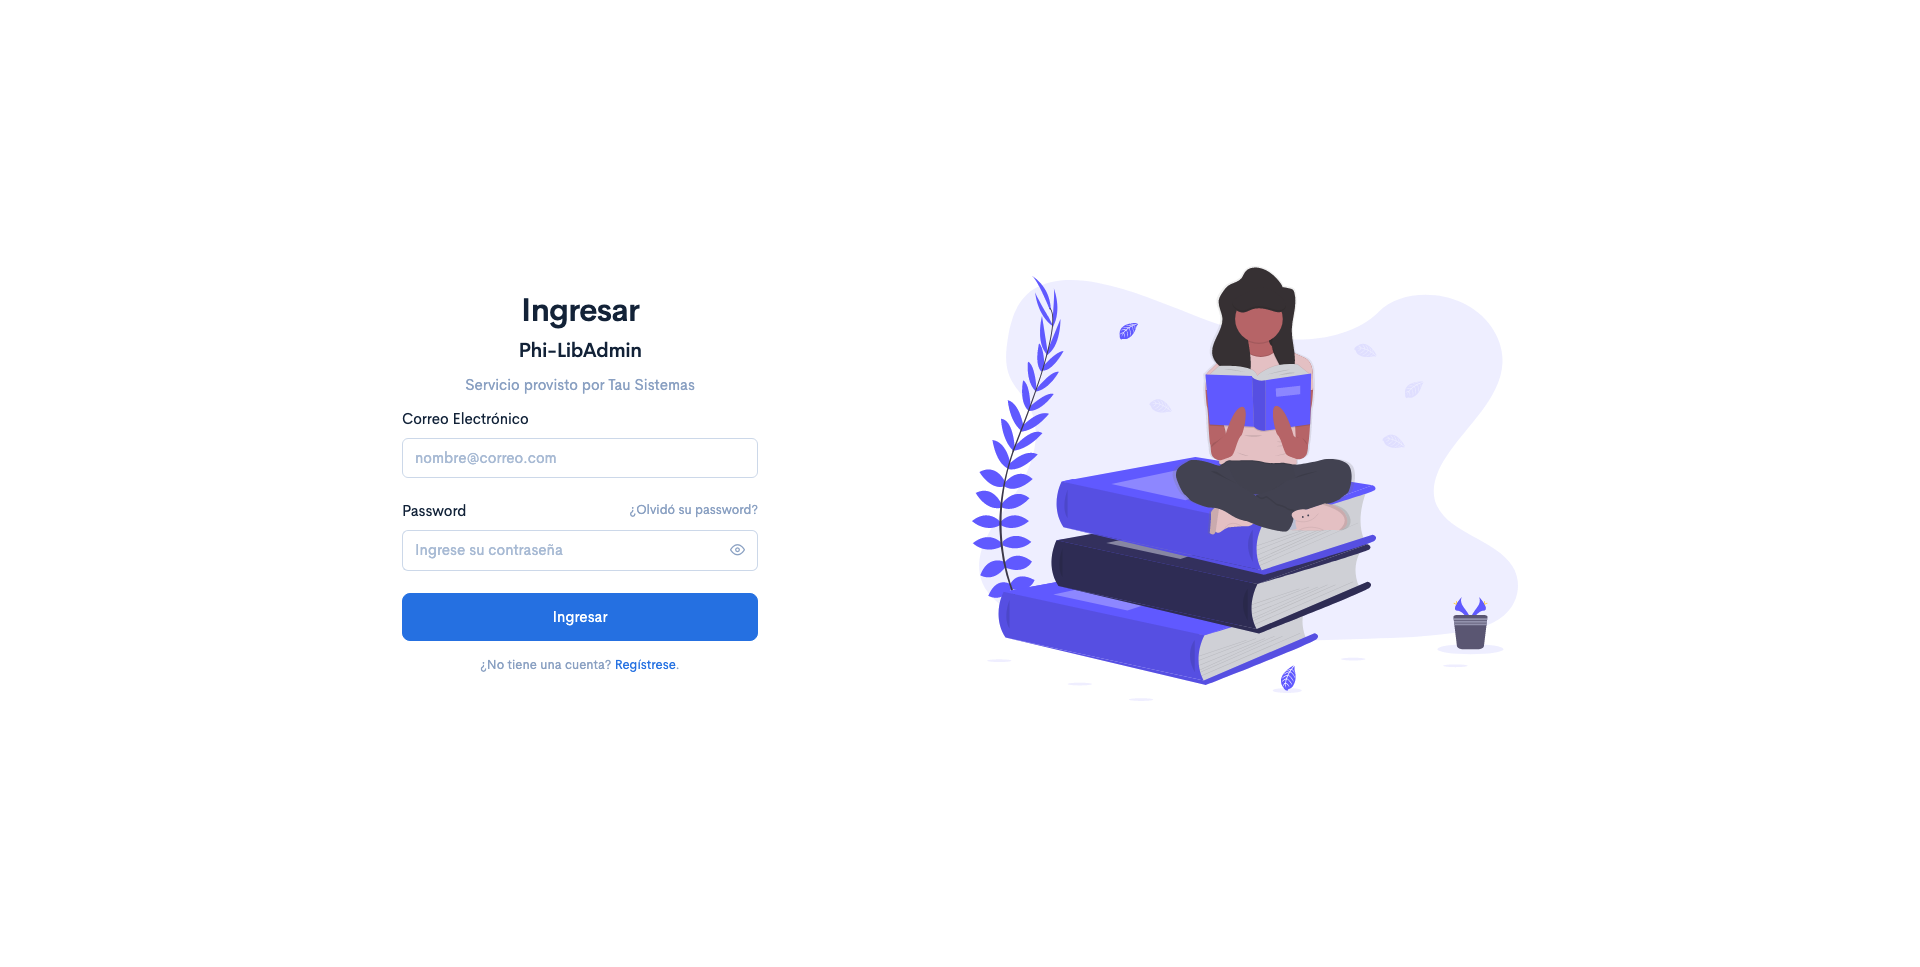 Ingresar
Phi-LibAdmin
Servicio provisto por Tau Sistemas
Correo Electrónico
nombre@correo.com
Password ¿Olvidó su password?
Ingrese su contraseña
Ingresar
¿No tiene una cuenta? Regístrese.